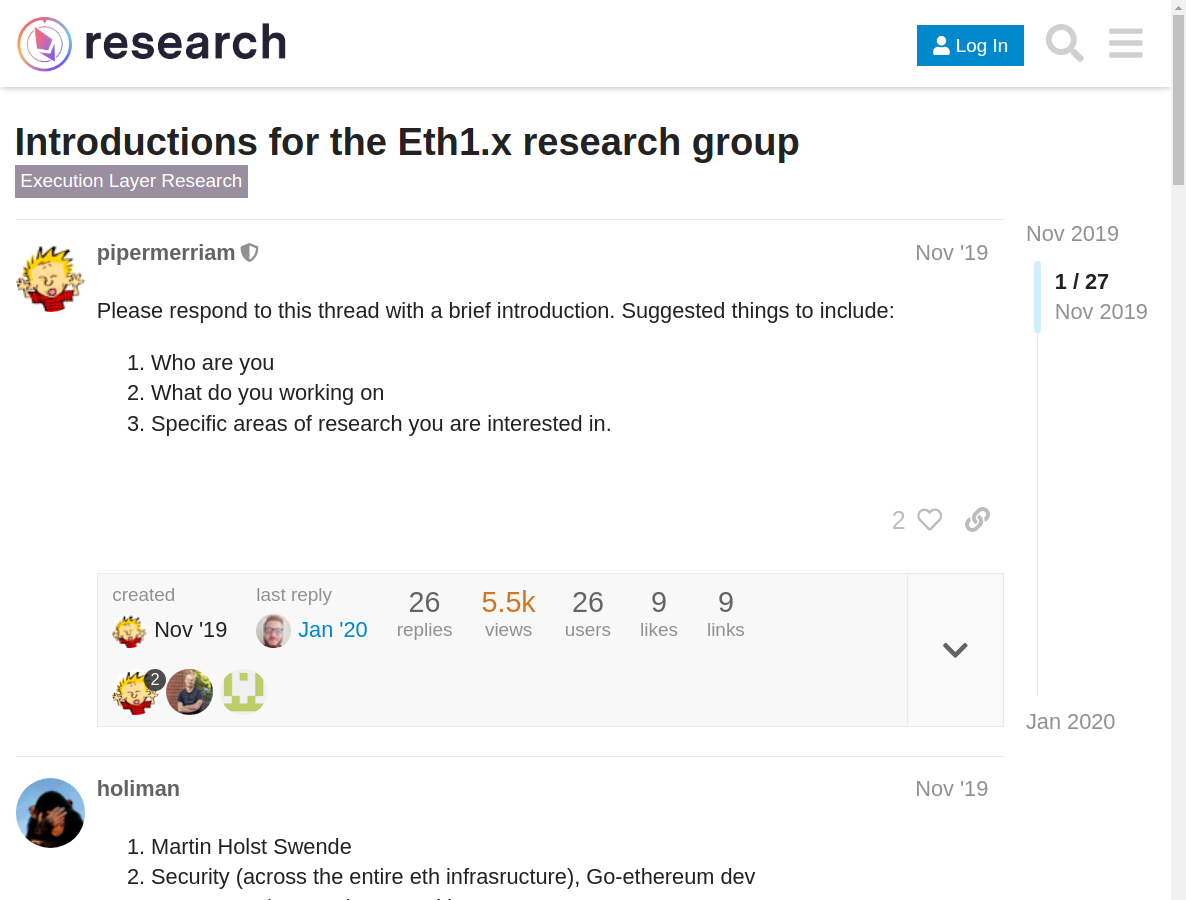 research
Log In
Introductions for the Eth1.x research group
Execution Layer Research
pipermerriam
Nov '19
Please respond to this thread with a brief introduction. Suggested things to include:
1. Who are you
2. What do you working on
3. Specific areas of research you are interested in.
2
created
Nov '19
last reply
Jan '20
26
replies
5.5k
views
26
users
9
likes
9
links
2
Nov 2019
1 / 27
Nov 2019
Jan 2020
holiman
Nov '19
1. Martin Holst Swende
2. Security (across the entire eth infrasructure), Go-ethereum dev